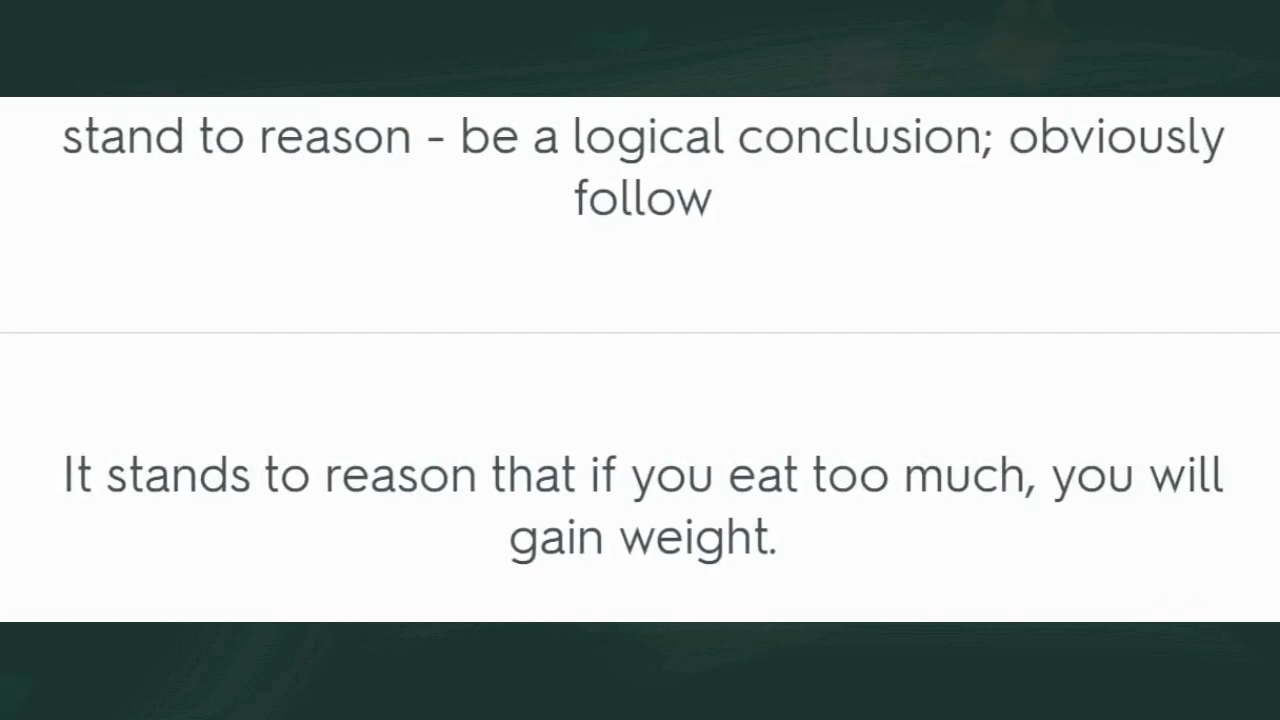 stand to reason - be a logical conclusion; obviously
follow
It stands to reason that if you eat too much, you will
gain weight.